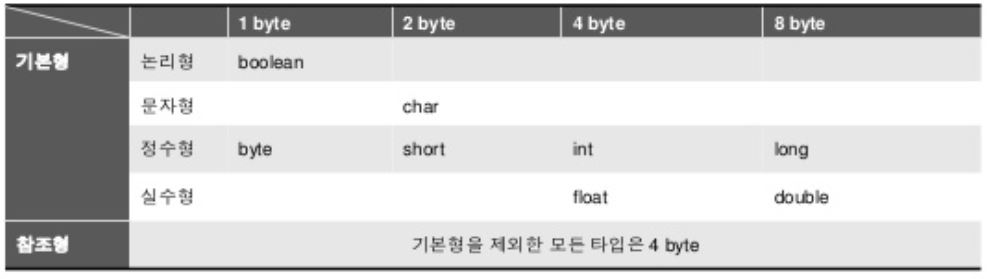 1 byte 2 byte 4 byte 8 byte
기본형 논리형 boolean
문자형 char
정수형 byte short int long
실수형 float double
참조형 기본형을 제외한 모든 타입은 4 byte